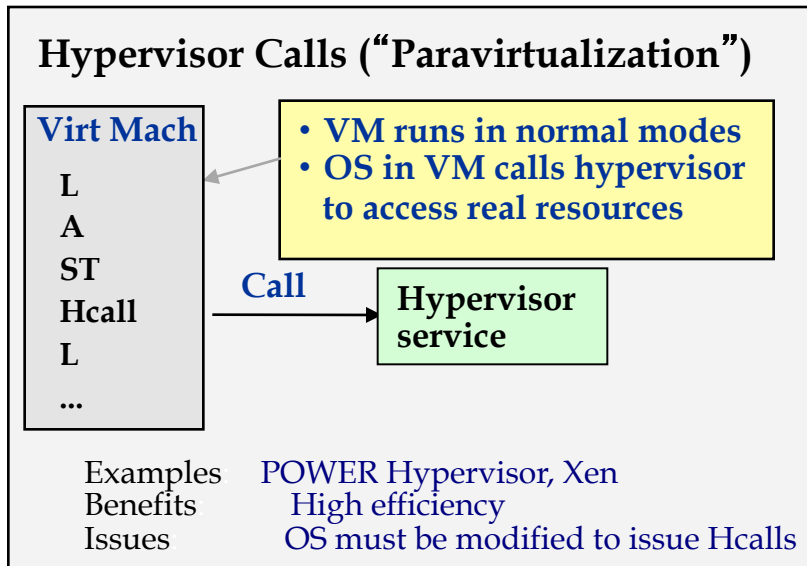 Hypervisor Calls (“Paravirtualization”)
Virt Mach
L
A
ST
Hcall
L
...
• VM runs in normal modes
• OS in VM calls hypervisor
to access real resources
Call
Hypervisor
service
Examples: POWER Hypervisor, Xen
Benefits: High efficiency
Issues: OS must be modified to issue Hcalls